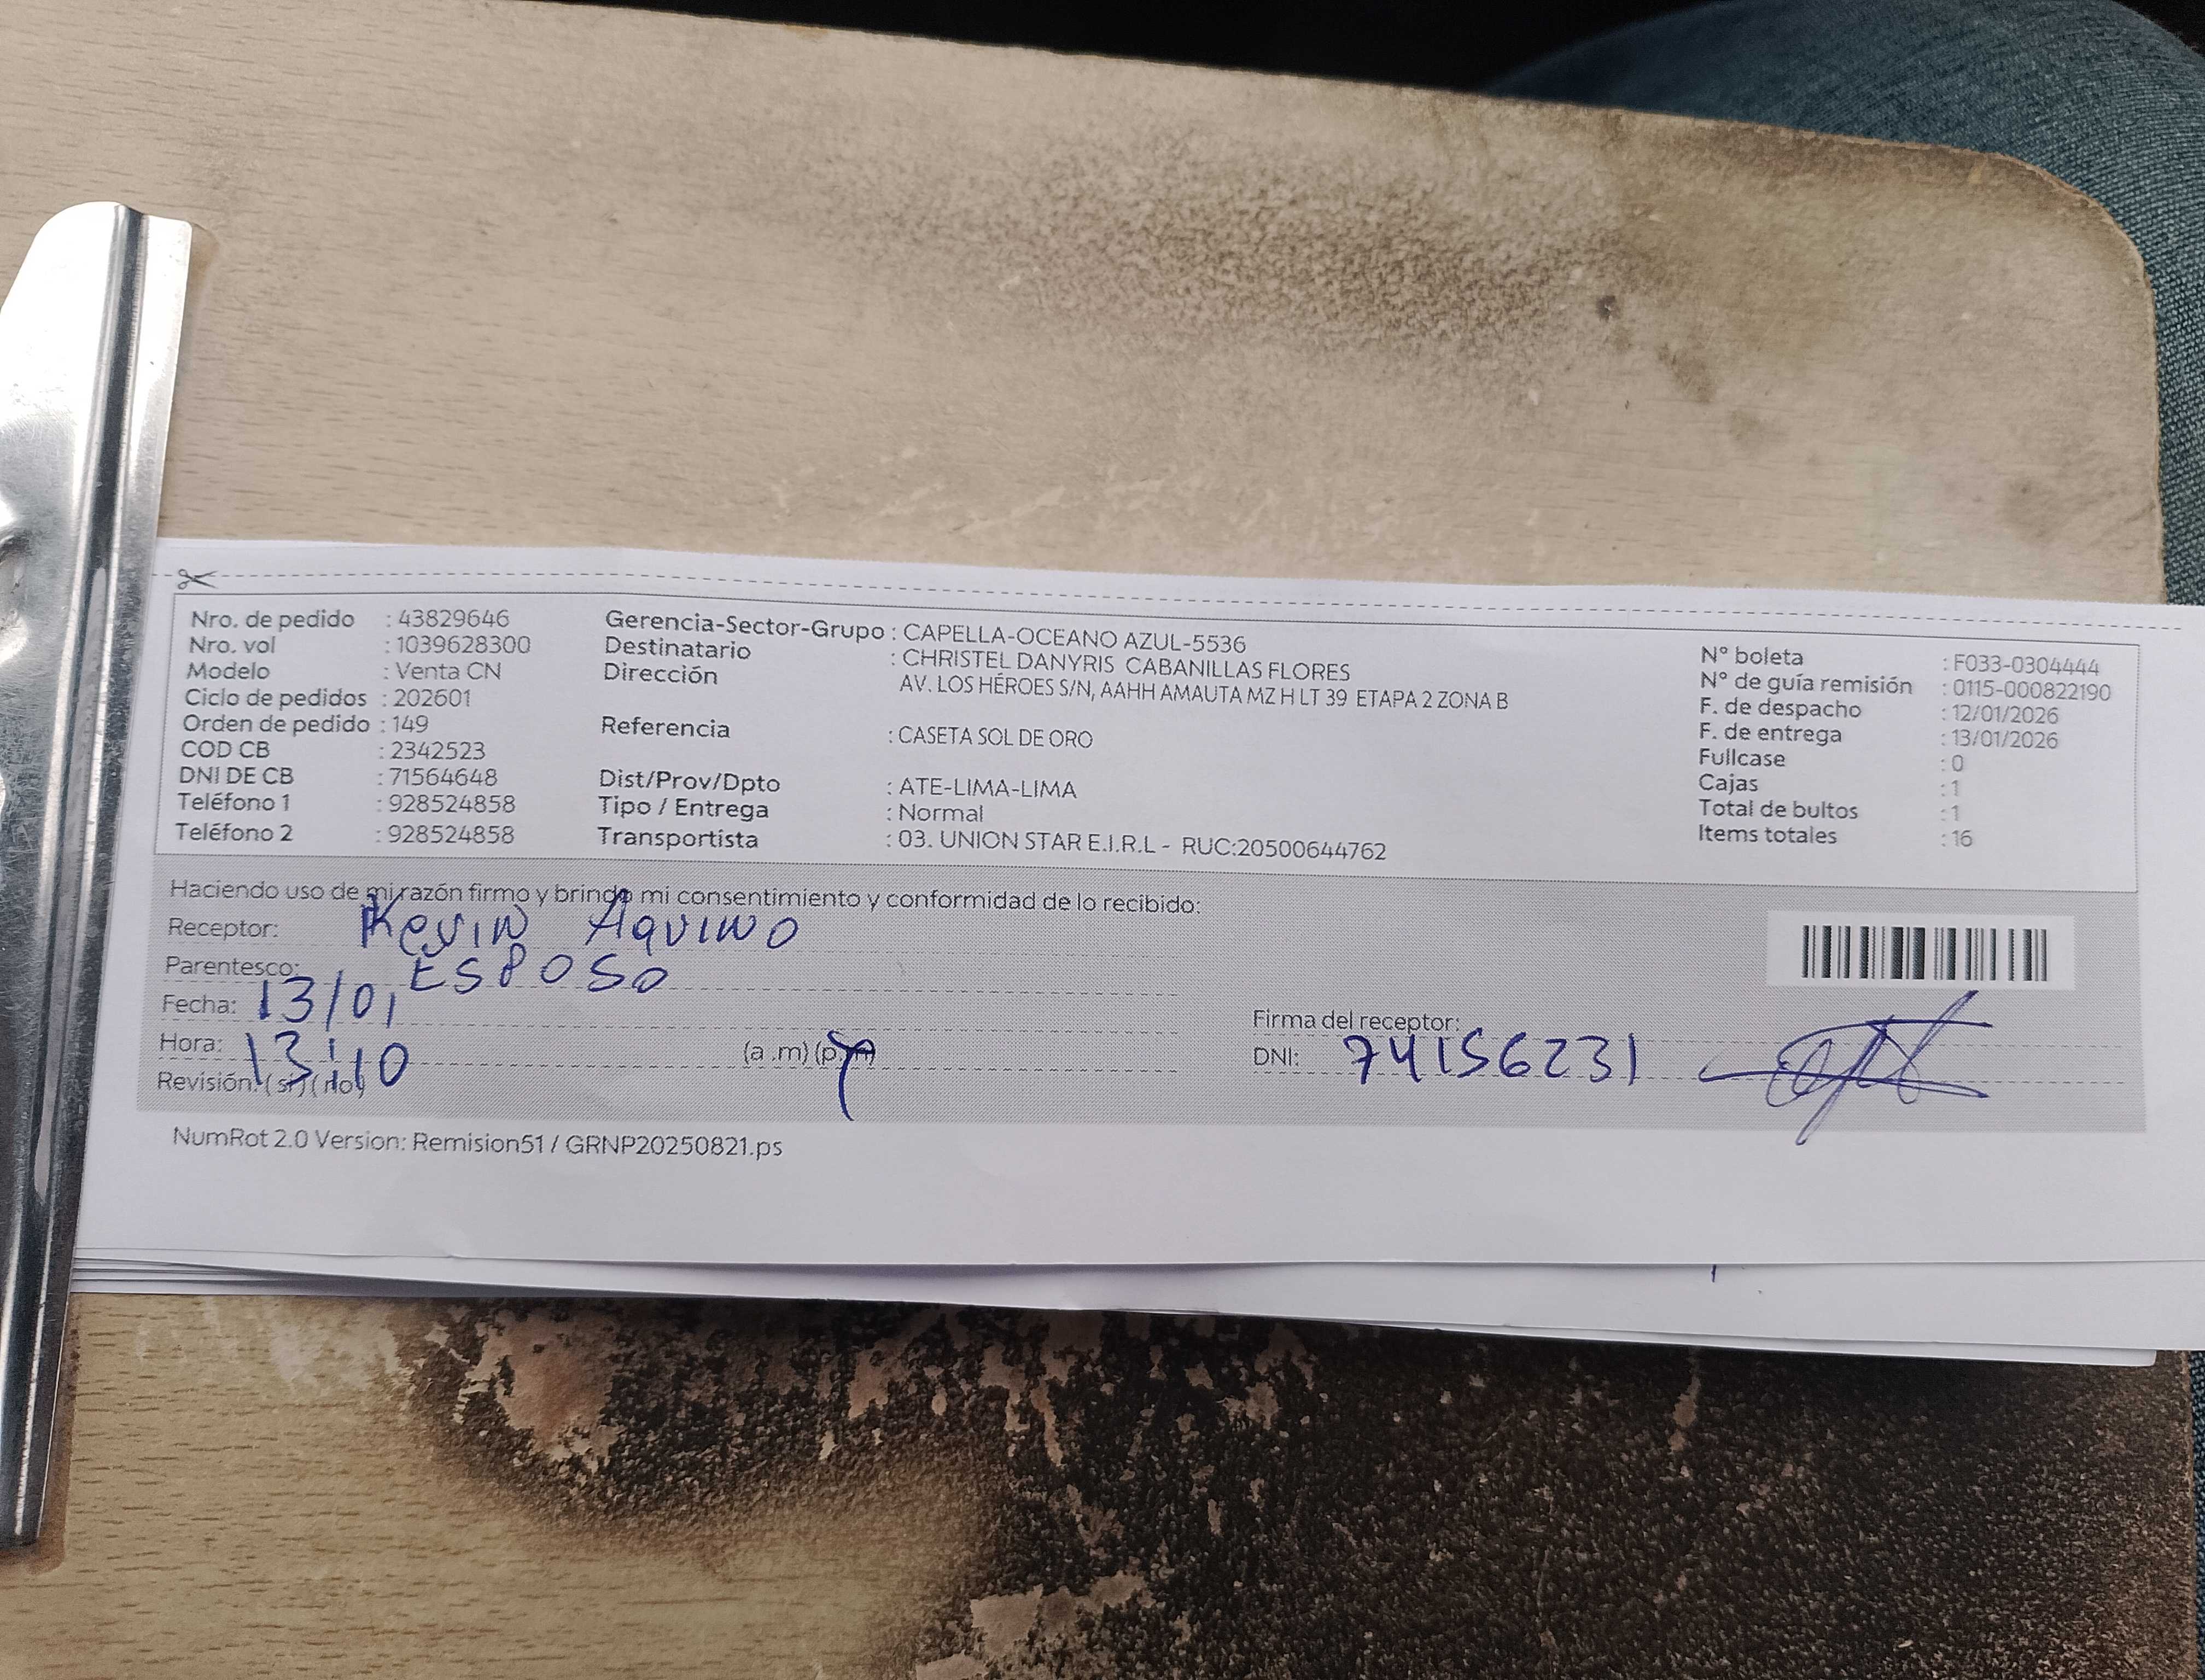 Nro. de pedido : 43829646
Nro. vol : 1039628300
Modelo : Venta CN
Ciclo de pedidos : 202601
Orden de pedido : 149
COD CB : 2342523
DNI DE CB : 71564648
Teléfono 1 : 928524858
Teléfono 2 : 928524858
Gerencia-Sector-Grupo : CAPELLA-OCEANO AZUL-5536
Destinatario : CHRISTEL DANYRIS CABANILLAS FLORES
Dirección AV. LOS HÉROES S/N, AAHH AMAUTA MZ H LT 39 ETAPA 2 ZONA B
Referencia : CASETA SOL DE ORO
Dist/Prov/Dpto : ATE-LIMA-LIMA
Tipo / Entrega : Normal
Transportista : 03. UNION STAR E.I.R.L - RUC:20500644762
N° boleta : F033-0304444
N° de guía remisión : 0115-000822190
F. de despacho : 12/01/2026
F. de entrega : 13/01/2026
Fullcase : 0
Cajas : 1
Total de bultos : 1
Items totales : 16
Haciendo uso de mi razón firmo y brindo mi consentimiento y conformidad de lo recibido:
Receptor: Kevin Aquino
Parentesco: ESPOSO
Fecha: 13/01
Hora: 13:10 (a .m) (p.m)
Revisión: ( si ) ( no )
Firma del receptor:
DNI: 74156231
NumRot 2.0 Version: Remision51 / GRNP20250821.ps